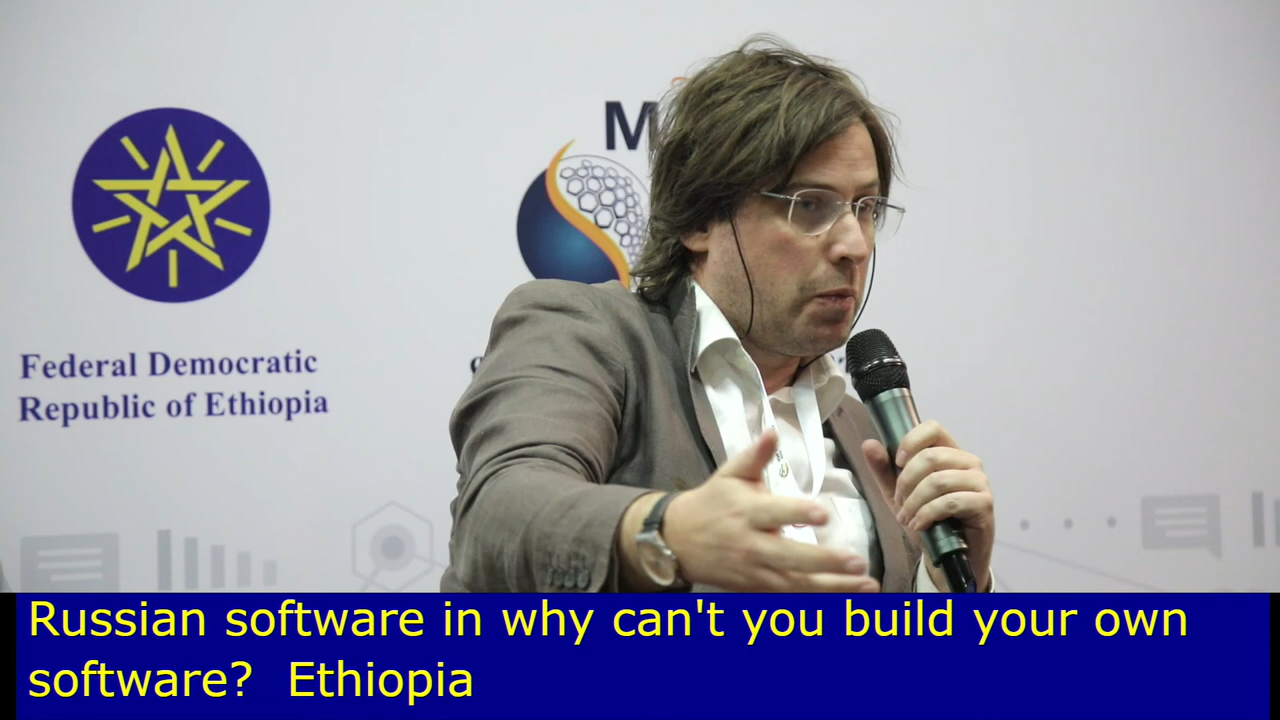 M
Federal Democratic
Republic of Ethiopia
Russian software in why can't you build your own
software?  Ethiopia